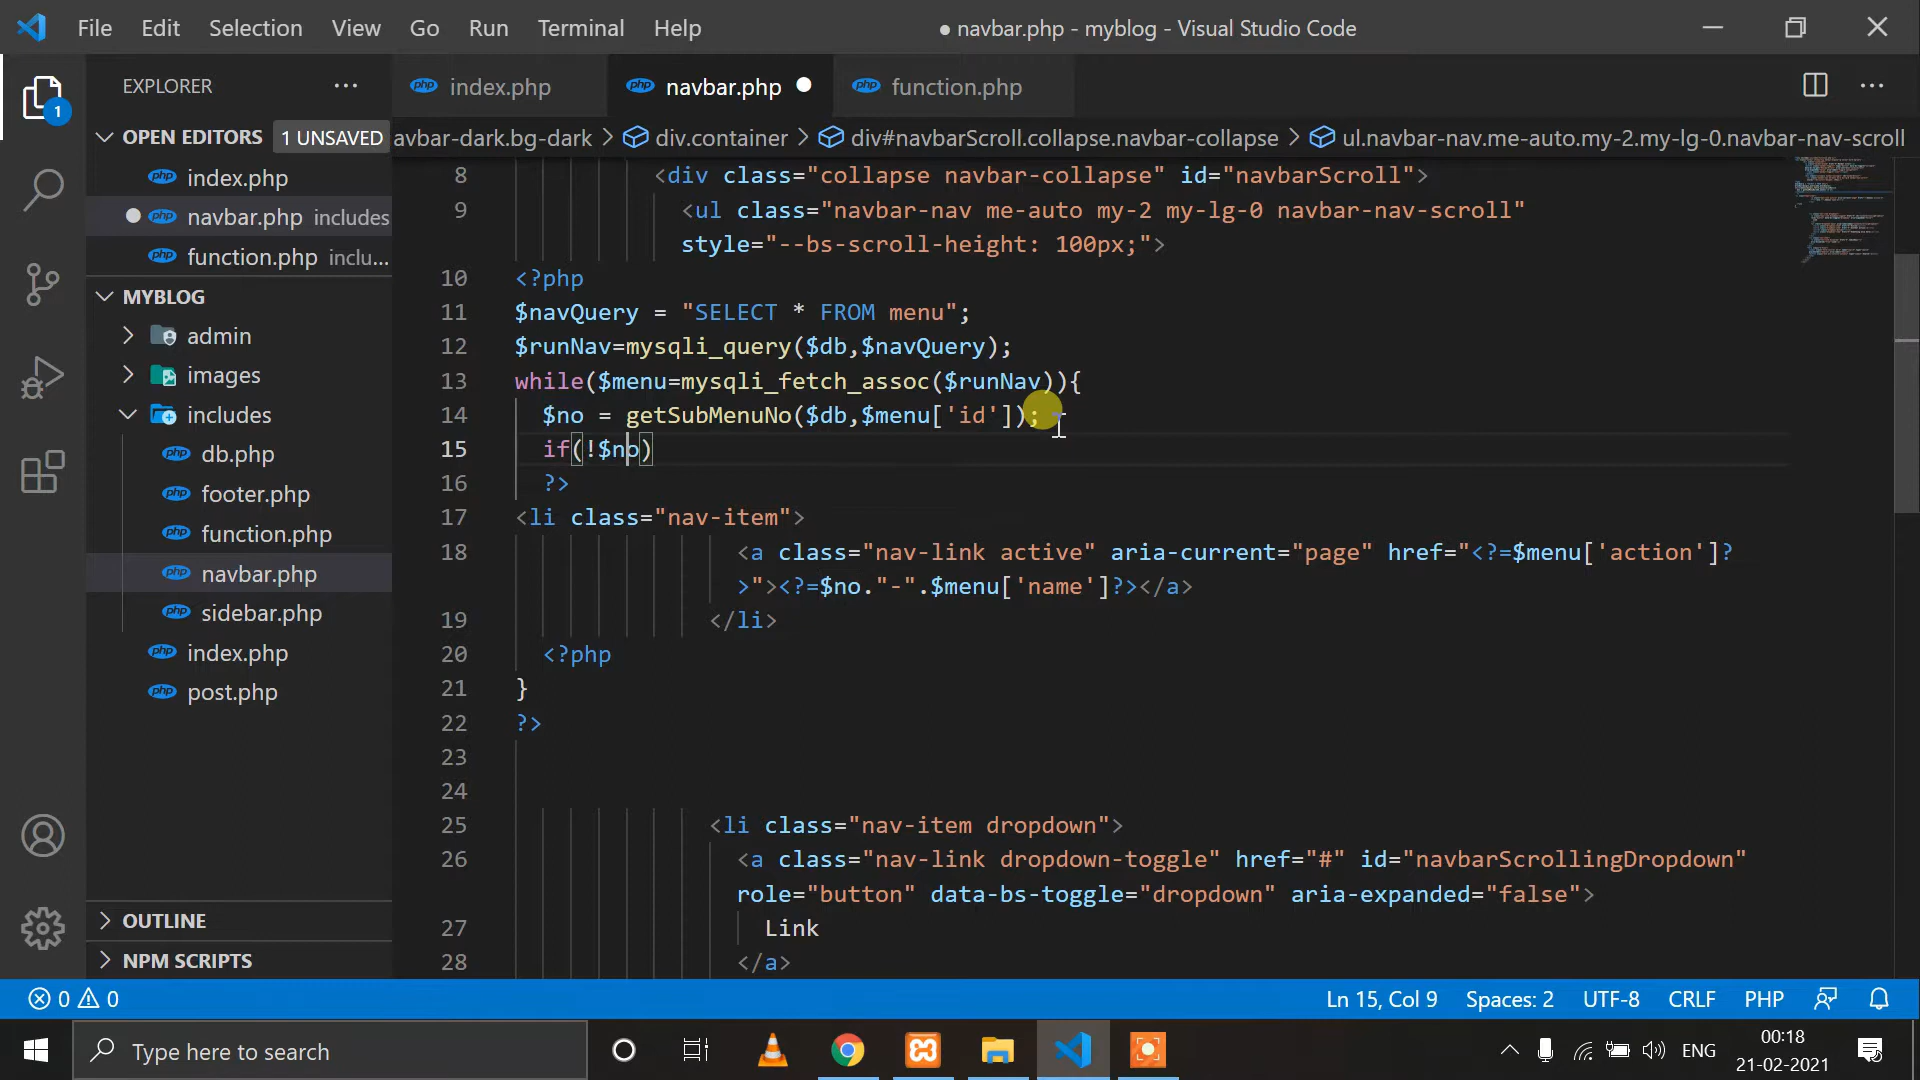 File Edit Selection View Go Run Terminal Help
● navbar.php - myblog - Visual Studio Code
EXPLORER
index.php
navbar.php
function.php
OPEN EDITORS 1 UNSAVED
avbar-dark.bg-dark > div.container > div#navbarScroll.collapse.navbar-collapse > ul.navbar-nav.me-auto.my-2.my-lg-0.navbar-nav-scroll
index.php
navbar.php includes
function.php inclu...
MYBLOG
admin
images
includes
db.php
footer.php
function.php
navbar.php
sidebar.php
index.php
post.php
OUTLINE
NPM SCRIPTS
1
8 <div class="collapse navbar-collapse" id="navbarScroll">
9 <ul class="navbar-nav me-auto my-2 my-lg-0 navbar-nav-scroll"
style="--bs-scroll-height: 100px;">
10 <?php
11 $navQuery = "SELECT * FROM menu";
12 $runNav=mysqli_query($db,$navQuery);
13 while($menu=mysqli_fetch_assoc($runNav)){
14 $no = getSubMenuNo($db,$menu['id']);
15 if(!$no)
16 ?>
17 <li class="nav-item">
18 <a class="nav-link active" aria-current="page" href="<?=$menu['action']?
>"><?=$no."-".$menu['name']?></a>
19 </li>
20 <?php
21 }
22 ?>
23
24
25 <li class="nav-item dropdown">
26 <a class="nav-link dropdown-toggle" href="#" id="navbarScrollingDropdown"
role="button" data-bs-toggle="dropdown" aria-expanded="false">
27 Link
28 </a>
0 0
Ln 15, Col 9 Spaces: 2 UTF-8 CRLF PHP
Type here to search
ENG
00:18
21-02-2021